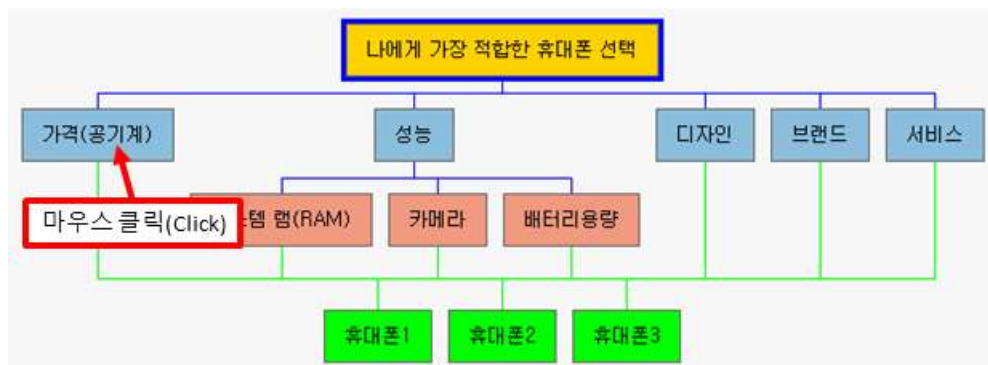 나에게 가장 적합한 휴대폰 선택
가격(공기계)
성능
디자인
브랜드
서비스
마우스 클릭(Click)
템 램(RAM)
카메라
배터리용량
휴대폰1
휴대폰2
휴대폰3